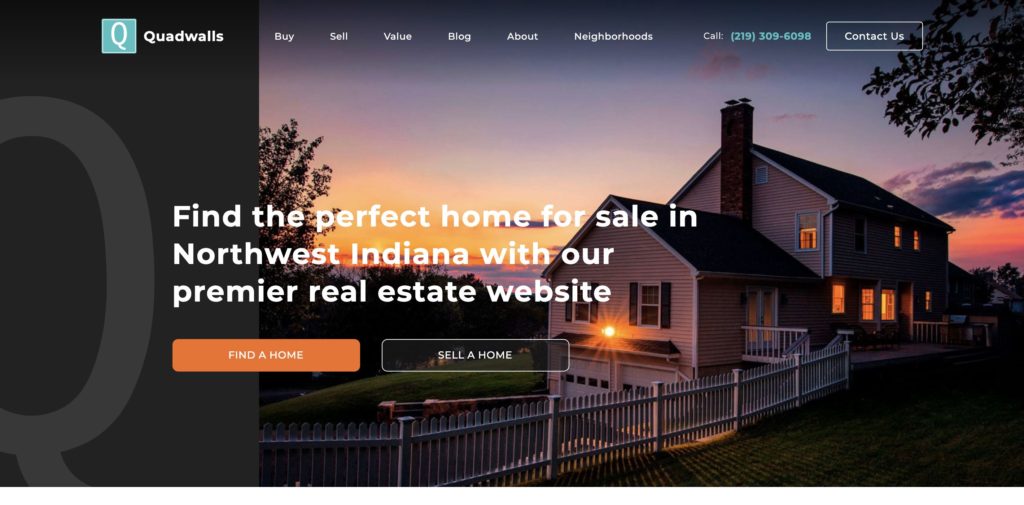 Q Quadwalls Buy Sell Value Blog About Neighborhoods Call: (219) 309-6098 Contact Us
Find the perfect home for sale in
Northwest Indiana with our
premier real estate website
FIND A HOME SELL A HOME
Q